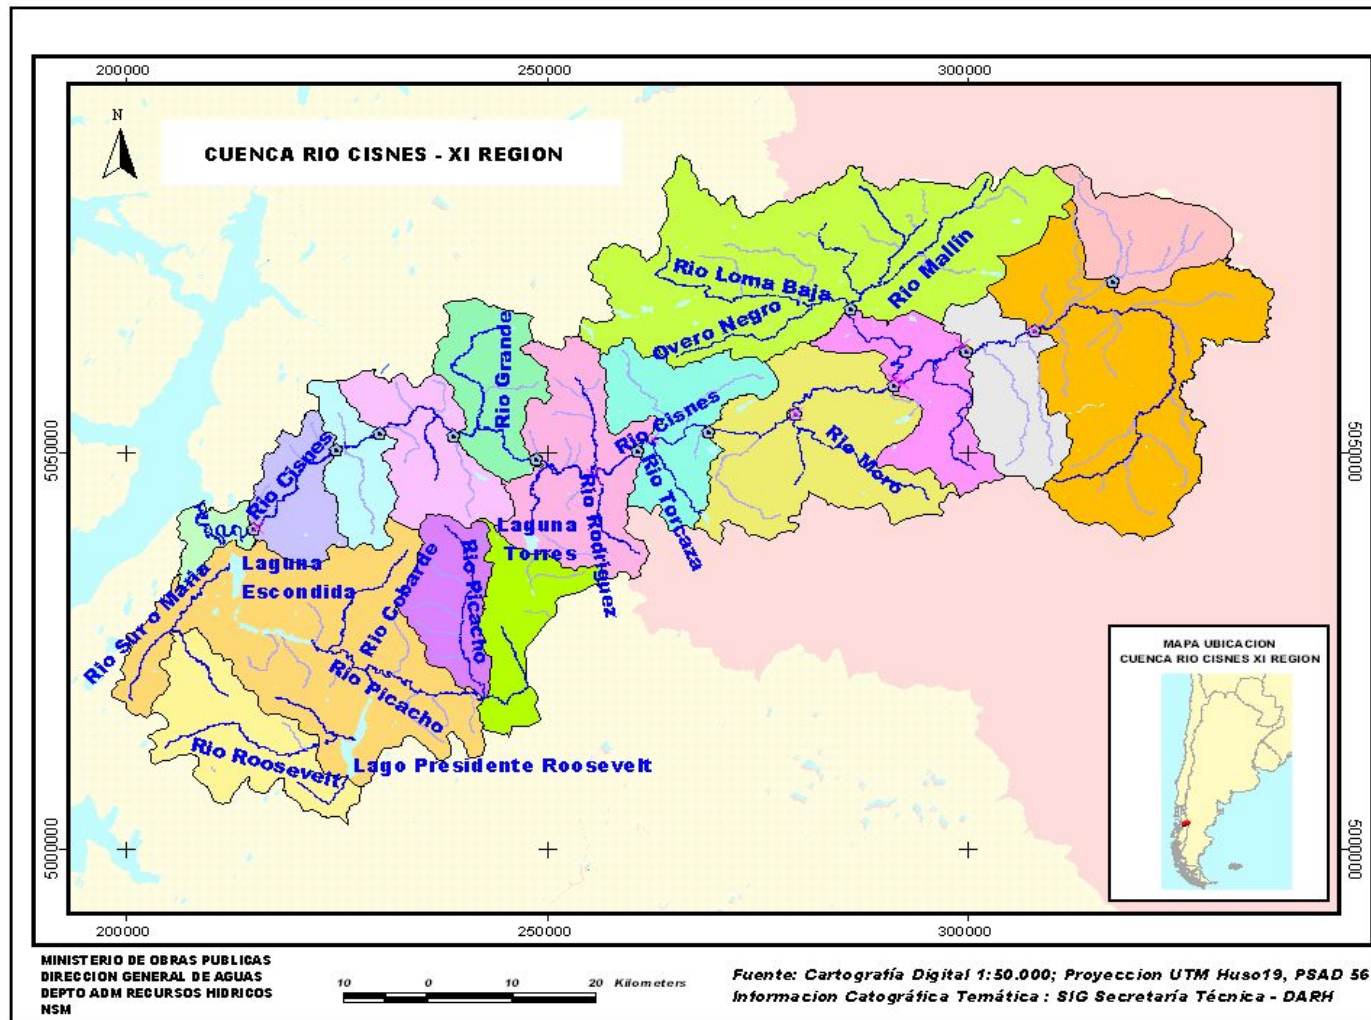 200000 250000 300000
N
CUENCA RIO CISNES - XI REGION
Rio Loma Baja
Rio Mallín
Overo Negro
Rio Grande
Rio Cisnes
Rio Moro
Rio Torcaza
Rio Rodriguez
Laguna
Torres
Rio Cisnes
Laguna
Escondida
Rio Sur o Maria
Rio Cobarde
Rio Picacho
Rio Picacho
Rio Roosevelt
Lago Presidente Roosevelt
5050000
5050000
5000000
5000000
MAPA UBICACION
CUENCA RIO CISNES XI REGION
200000 250000 300000
MINISTERIO DE OBRAS PUBLICAS
DIRECCION GENERAL DE AGUAS
DEPTO ADM RECURSOS HIDRICOS
NSM
10 0 10 20 Kilometers
Fuente: Cartografía Digital 1:50.000; Proyeccion UTM Huso19, PSAD 56
Informacion Catográfica Temática : SIG Secretaría Técnica - DARH